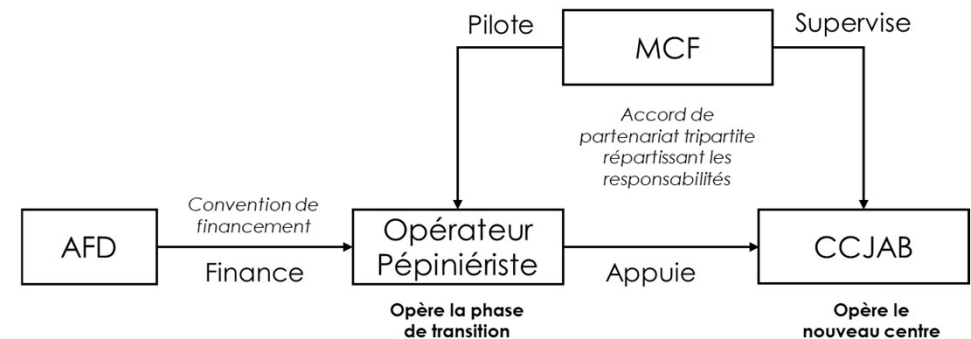 Pilote
MCF
Supervise
Accord de
partenariat tripartite
répartissant les
responsabilités
AFD
Convention de
financement
Finance
Opérateur
Pépiniériste
Appuie
CCJAB
Opère la phase
de transition
Opère le
nouveau centre